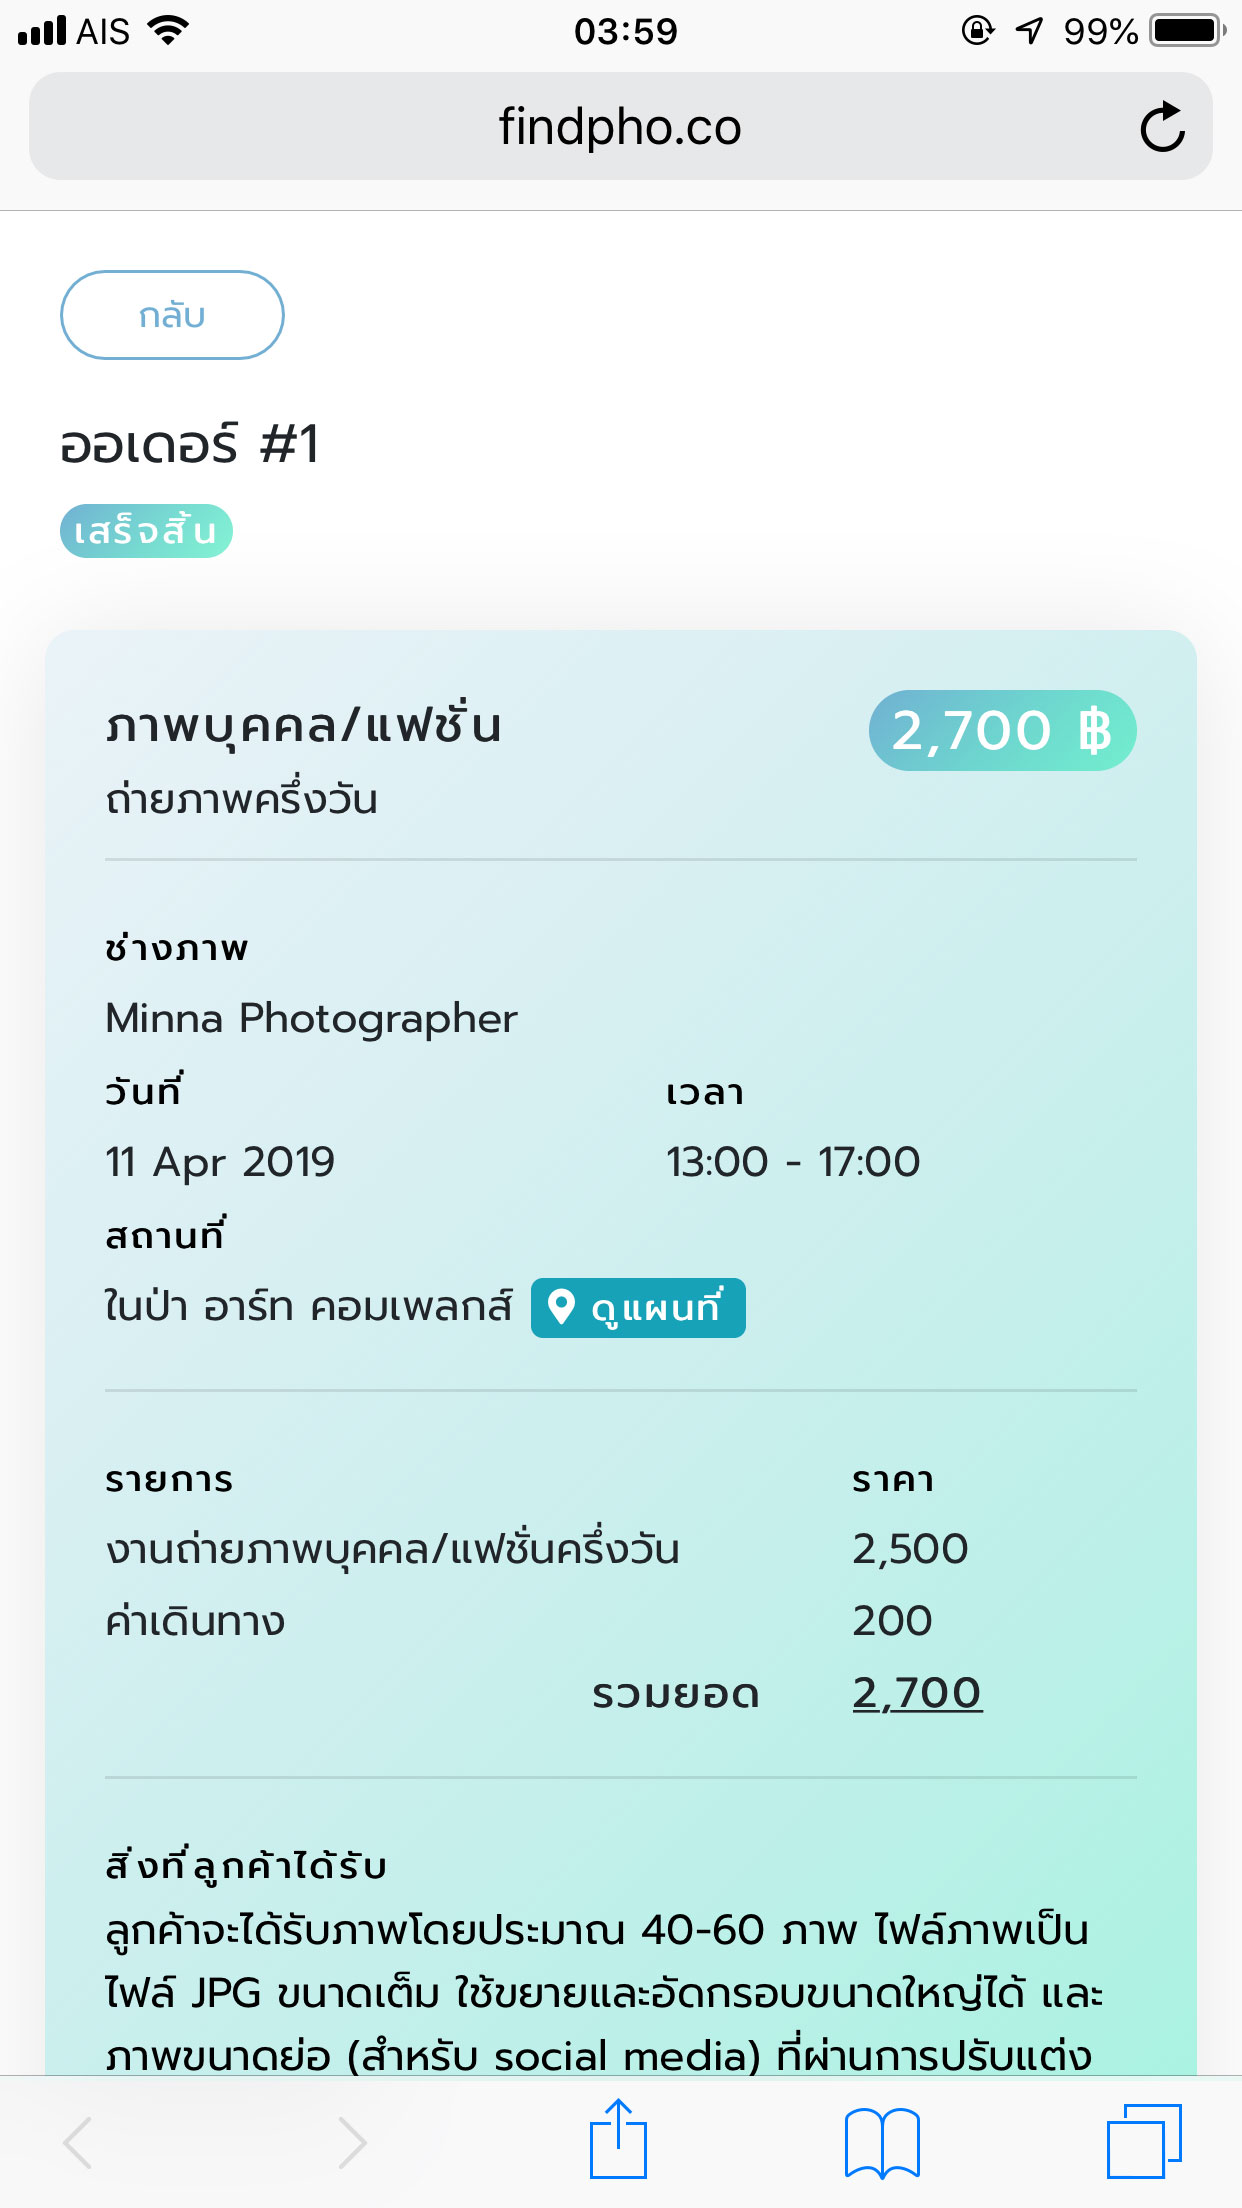 AIS 03:59 99%
findpho.co
กลับ
ออเดอร์ #1
เสร็จสิ้น
ภาพบุคคล/แฟชั่น 2,700 ฿
ถ่ายภาพครึ่งวัน
ช่างภาพ
Minna Photographer
วันที่ เวลา
11 Apr 2019 13:00 - 17:00
สถานที่
ในป่า อาร์ท คอมเพลกส์ ดูแผนที่
รายการ ราคา
งานถ่ายภาพบุคคล/แฟชั่นครึ่งวัน 2,500
ค่าเดินทาง 200
รวมยอด 2,700
สิ่งที่ลูกค้าได้รับ
ลูกค้าจะได้รับภาพโดยประมาณ 40-60 ภาพ ไฟล์ภาพเป็น
ไฟล์ JPG ขนาดเต็ม ใช้ขยายและอัดกรอบขนาดใหญ่ได้ และ
ภาพขนาดย่อ (สำหรับ social media) ที่ผ่านการปรับแต่ง